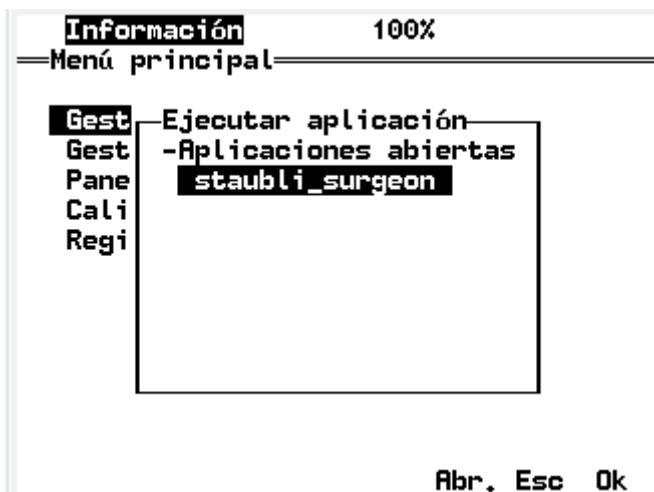 Información 100%
Menú principal
Gest Ejecutar aplicación
Gest -Aplicaciones abiertas
Pane staubli_surgeon
Cali
Regi
Abr. Esc Ok